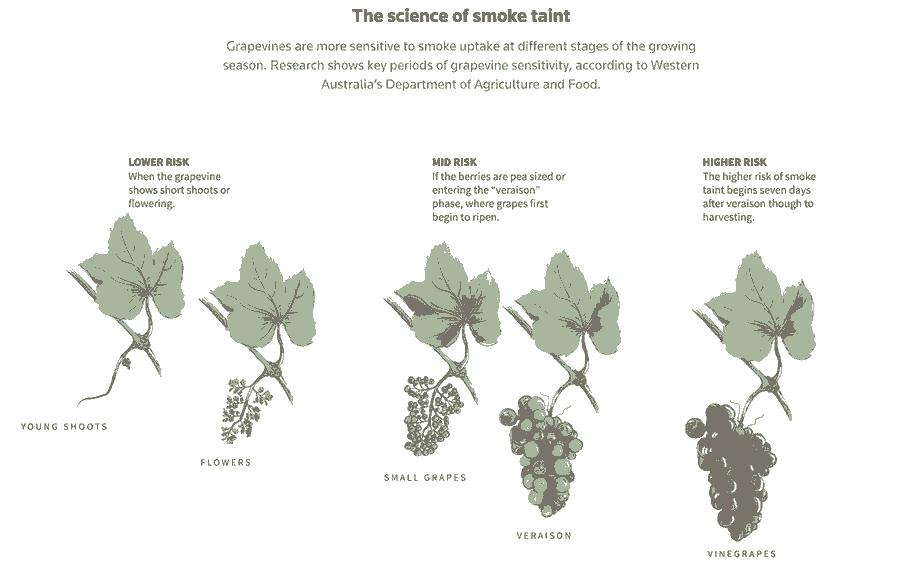 The science of smoke taint
Grapevines are more sensitive to smoke uptake at different stages of the growing
season. Research shows key periods of grapevine sensitivity, according to Western
Australia's Department of Agriculture and Food.
LOWER RISK
When the grapevine
shows short shoots or
flowering.
MID RISK
If the berries are pea sized or
entering the "veraison"
phase, where grapes first
begin to ripen.
HIGHER RISK
The higher risk of smoke
taint begins seven days
after veraison though to
harvesting.
YOUNG SHOOTS
FLOWERS
SMALL GRAPES
VERAISON
VINEGRAPES